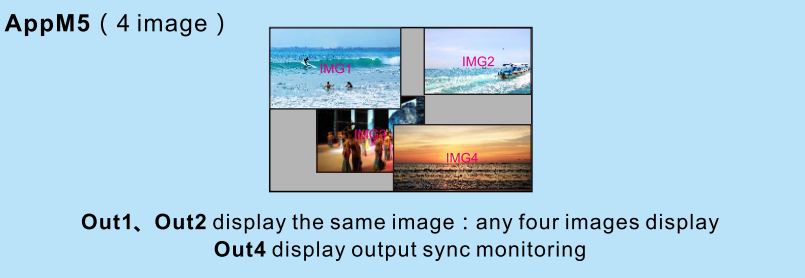 AppM5（4 image）
IMG1
IMG2
IMG3
IMG4
Out1、Out2 display the same image：any four images display
Out4 display output sync monitoring